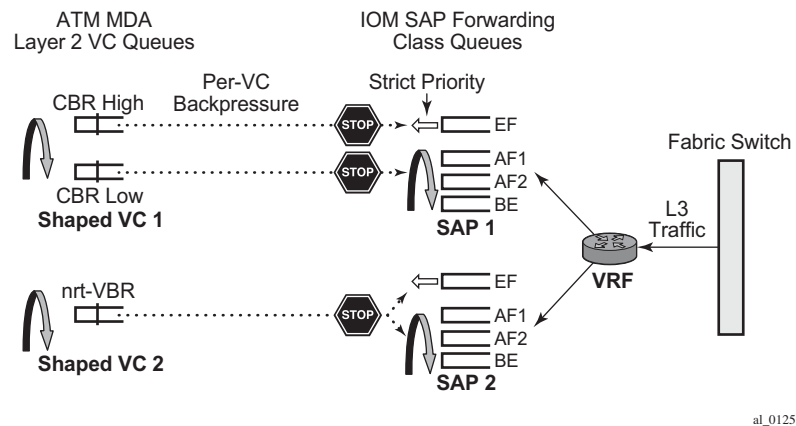 ATM MDA
Layer 2 VC Queues
IOM SAP Forwarding
Class Queues
Per-VC
Backpressure
Strict Priority
CBR High
STOP
EF
Fabric Switch
AF1
STOP
AF2
CBR Low
BE
Shaped VC 1
SAP 1
L3
Traffic
VRF
EF
nrt-VBR
STOP
AF1
AF2
BE
Shaped VC 2
SAP 2
al_0125